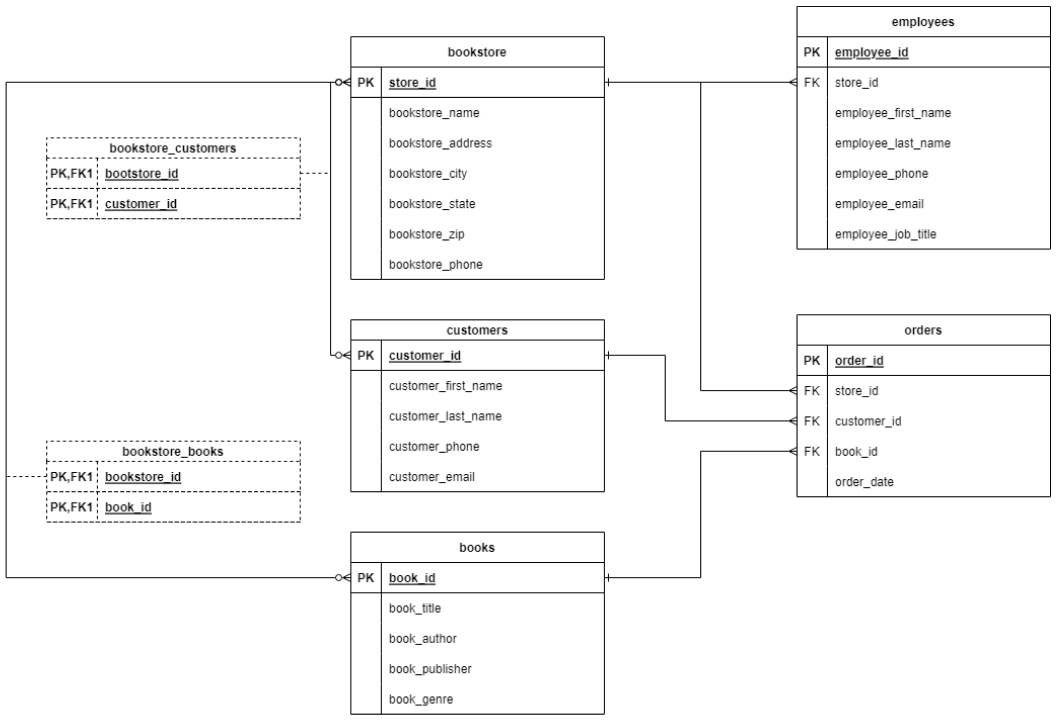 employees
PK employee_id
FK store_id
employee_first_name
employee_last_name
employee_phone
employee_email
employee_job_title
bookstore
PK store_id
bookstore_name
bookstore_address
bookstore_city
bookstore_state
bookstore_zip
bookstore_phone
bookstore_customers
PK,FK1 bootstore_id
PK,FK1 customer_id
customers
PK customer_id
customer_first_name
customer_last_name
customer_phone
customer_email
orders
PK order_id
FK store_id
FK customer_id
FK book_id
order_date
bookstore_books
PK,FK1 bookstore_id
PK,FK1 book_id
books
PK book_id
book_title
book_author
book_publisher
book_genre